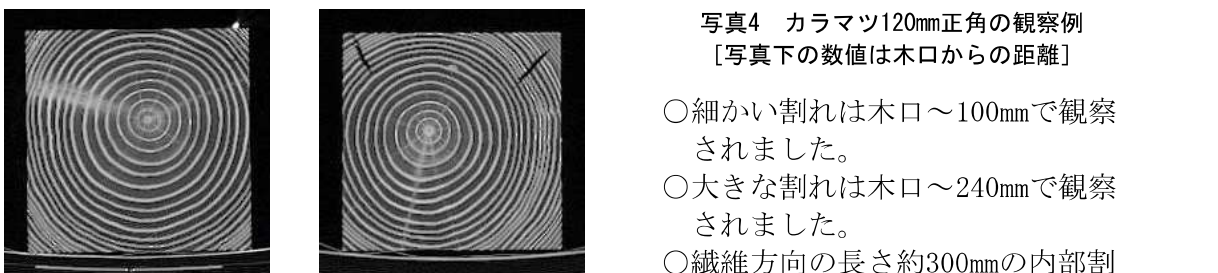 写真4　カラマツ120㎜正角の観察例
［写真下の数値は木口からの距離］
○細かい割れは木口～100㎜で観察
されました。
○大きな割れは木口～240㎜で観察
されました。
○繊維方向の長さ約300㎜の内部割